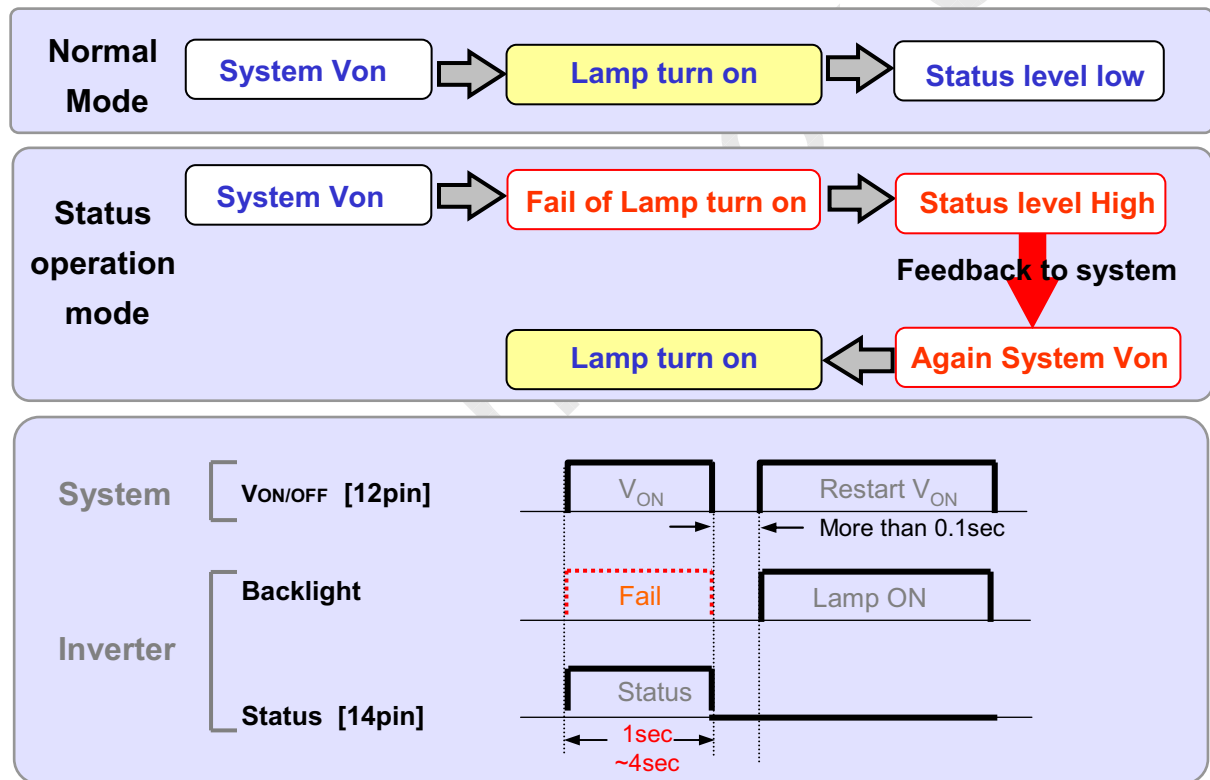 Normal
Mode
System Von
Lamp turn on
Status level low
Status
operation
mode
System Von
Fail of Lamp turn on
Status level High
Feedback to system
Lamp turn on
Again System Von
System
VON/OFF [12pin]
VON
Restart VON
More than 0.1sec
Inverter
Backlight
Fail
Lamp ON
Status [14pin]
Status
1sec
~4sec